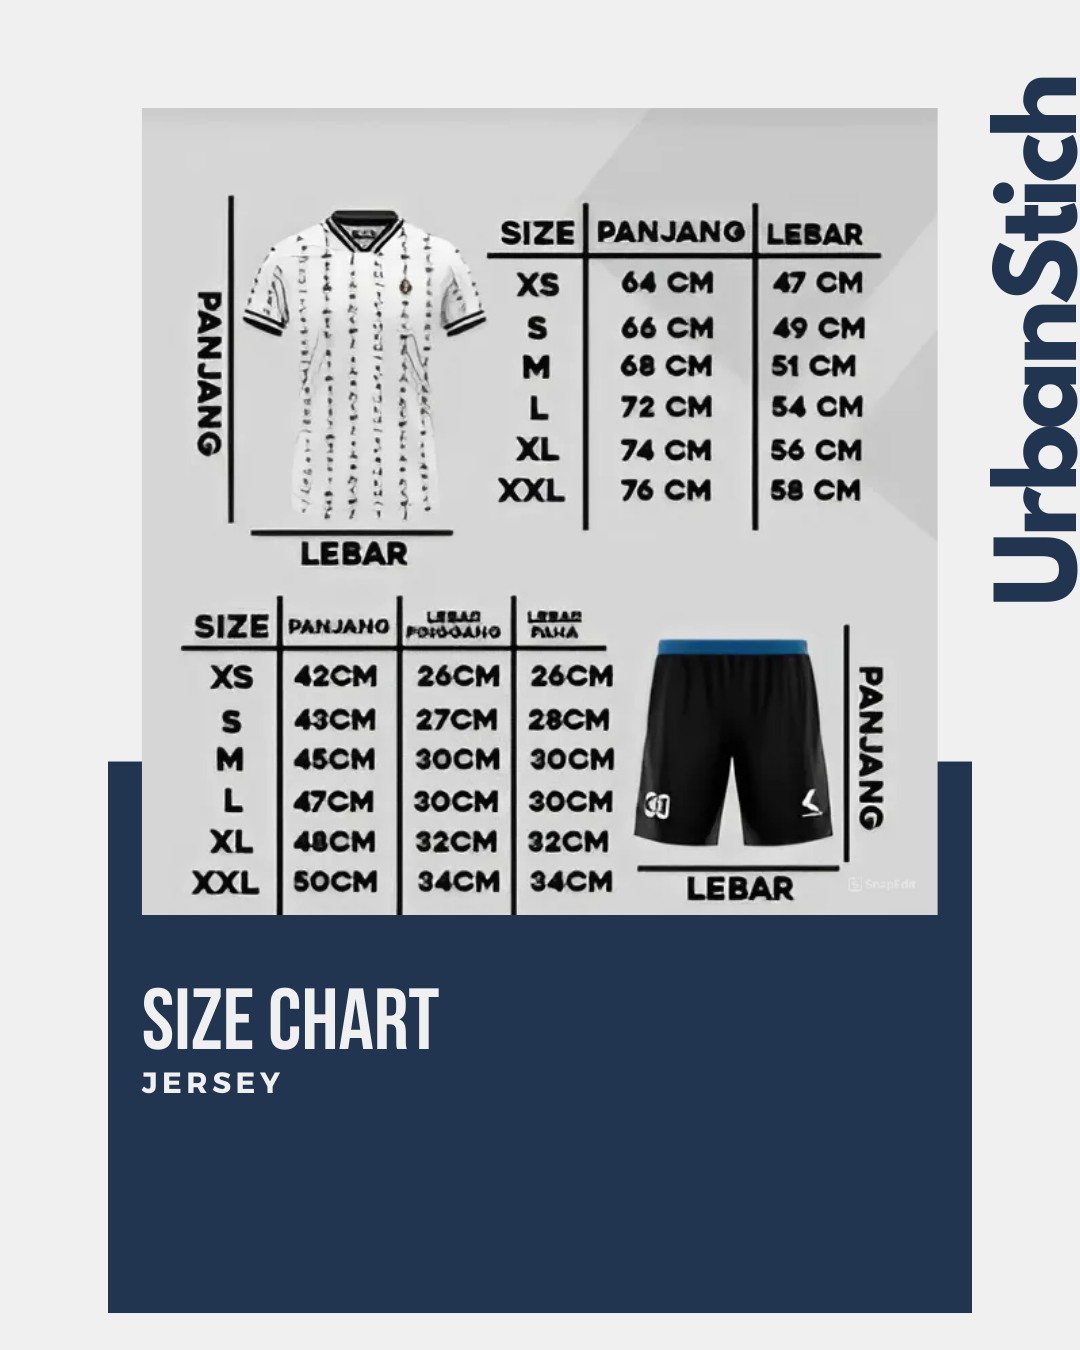 UrbanStich
PANJANG
LEBAR
SIZE PANJANG LEBAR
XS 64 CM 47 CM
S 66 CM 49 CM
M 68 CM 51 CM
L 72 CM 54 CM
XL 74 CM 56 CM
XXL 76 CM 58 CM
SIZE PANJANG LEBAR LEBAR
PAHA
XS 42CM 26CM 26CM
S 43CM 27CM 28CM
M 45CM 30CM 30CM
L 47CM 30CM 30CM
XL 48CM 32CM 32CM
XXL 50CM 34CM 34CM
PANJANG
LEBAR
SnapEdit
SIZE CHART
JERSEY